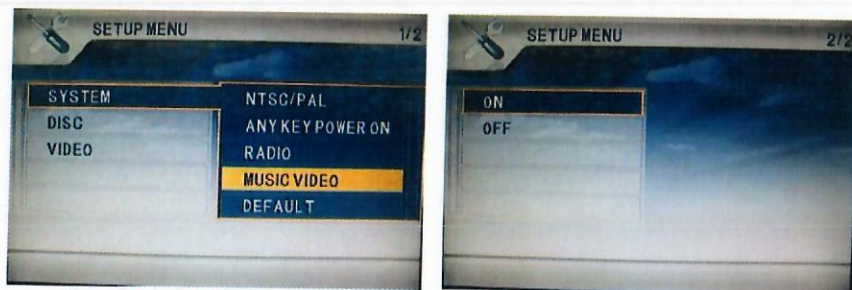 SETUP MENU 1/2
SYSTEM
DISC
VIDEO
NTSC/PAL
ANY KEY POWER ON
RADIO
MUSIC VIDEO
DEFAULT
SETUP MENU 2/2
ON
OFF